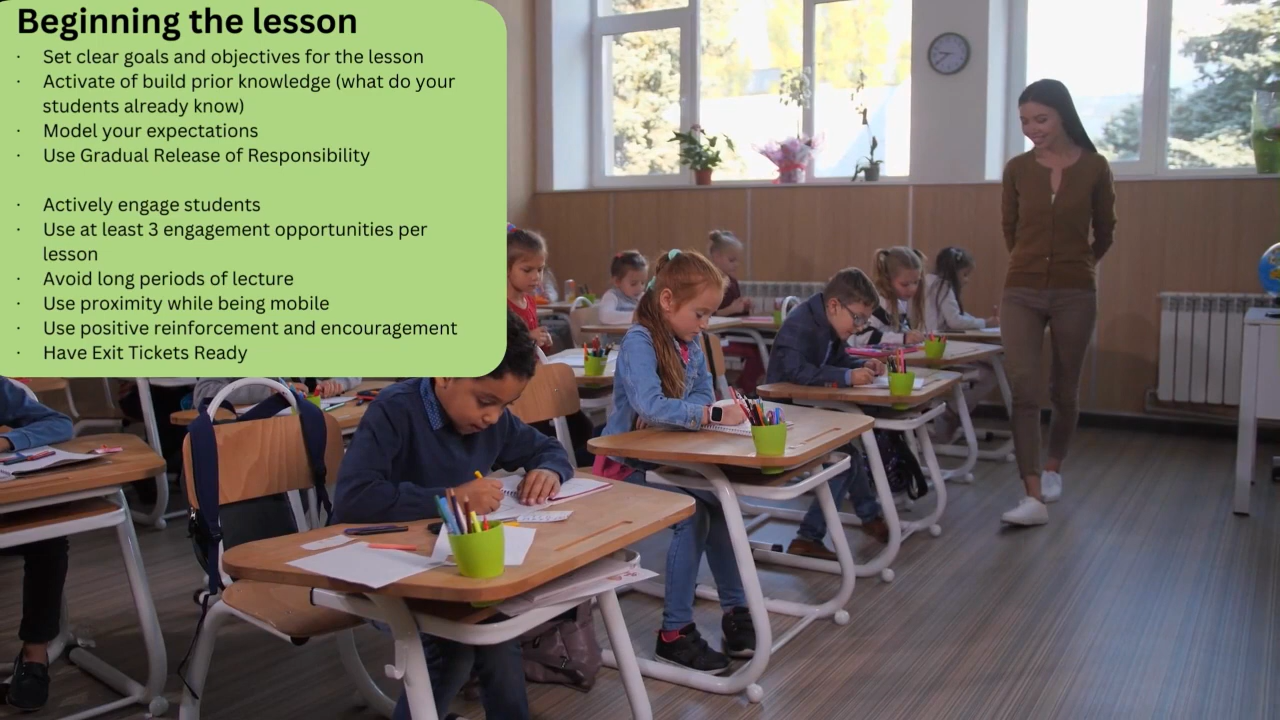 Beginning the lesson
· Set clear goals and objectives for the lesson
· Activate of build prior knowledge (what do your
students already know)
· Model your expectations
· Use Gradual Release of Responsibility
· Actively engage students
· Use at least 3 engagement opportunities per
lesson
· Avoid long periods of lecture
· Use proximity while being mobile
· Use positive reinforcement and encouragement
· Have Exit Tickets Ready